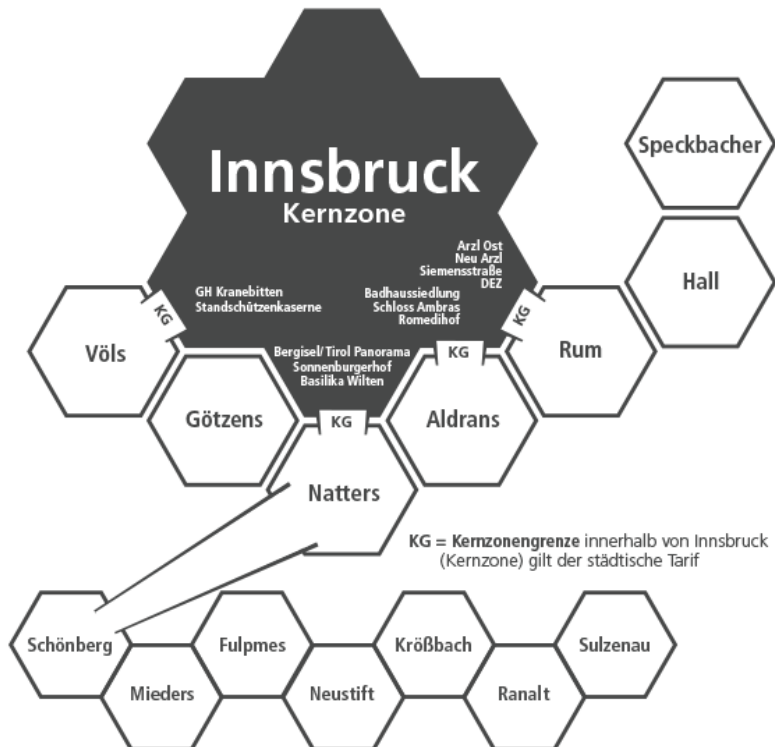 Innsbruck
Kernzone
Speckbacher
Arzl Ost
Neu Arzl
Siemensstraße
DEZ
Hall
GH Kranebitten
Standschützenkaserne
Badhaussiedlung
Schloss Ambras
Romedihof
KG
KG
Völs
Bergisel/Tirol Panorama
Sonnenburgerhof
Basilika Wilten
KG
Rum
Götzens
KG
Aldrans
Natters
KG = Kernzonengrenze innerhalb von Innsbruck
(Kernzone) gilt der städtische Tarif
Schönberg
Fulpmes
Krößbach
Sulzenau
Mieders
Neustift
Ranalt